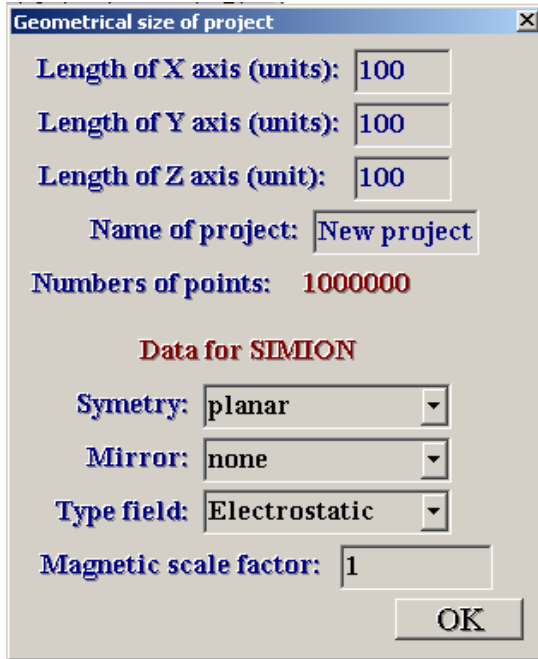 Geometrical size of project
Length of X axis (units): 100
Length of Y axis (units): 100
Length of Z axis (unit): 100
Name of project: New project
Numbers of points: 1000000
Data for SIMION
Symetry: planar
Mirror: none
Type field: Electrostatic
Magnetic scale factor: 1
OK